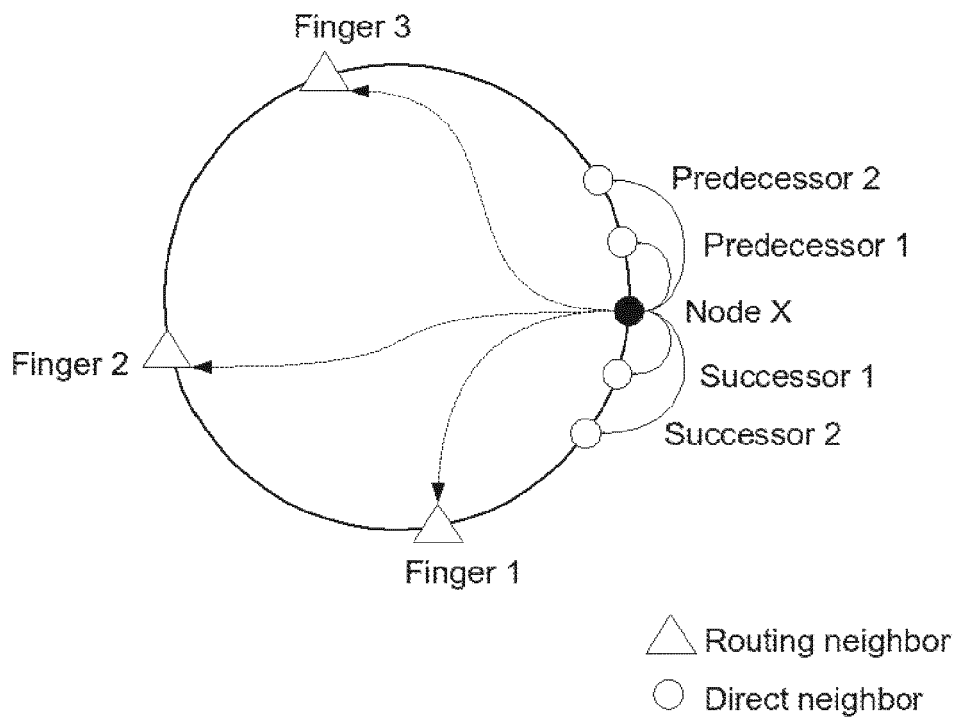 Finger 3
Predecessor 2
Predecessor 1
Node X
Finger 2
Successor 1
Successor 2
Finger 1
Routing neighbor
Direct neighbor